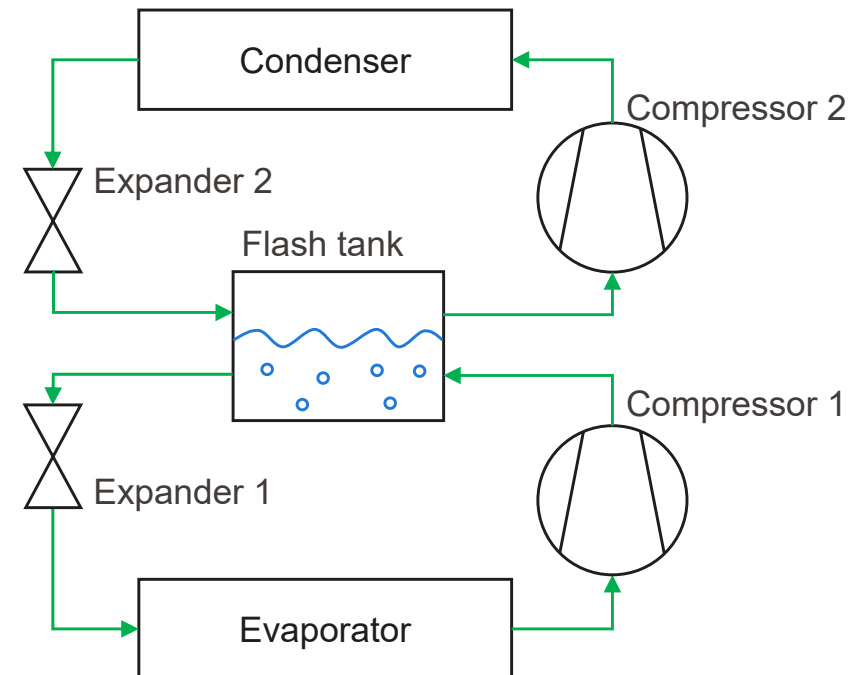 Condenser
Compressor 2
Expander 2
Flash tank
Compressor 1
Expander 1
Evaporator